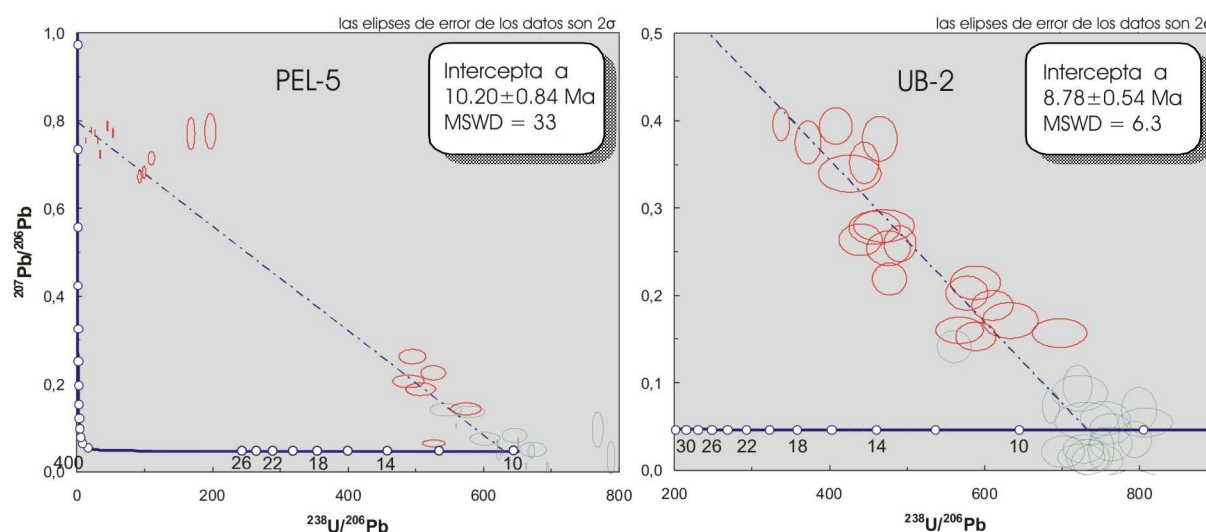 las elipses de error de los datos son 2σ
1,0
0,8
0,6
0,4
0,2
0,0
207Pb/206Pb
PEL-5
Intercepta a
10.20±0.84 Ma
MSWD = 33
400
26
22
18
14
10
0
200
400
600
800
238U/206Pb
las elipses de error de los datos son 2σ
0,5
0,4
0,3
0,2
0,1
0,0
UB-2
Intercepta a
8.78±0.54 Ma
MSWD = 6.3
30
26
22
18
14
10
200
400
600
800
238U/206Pb